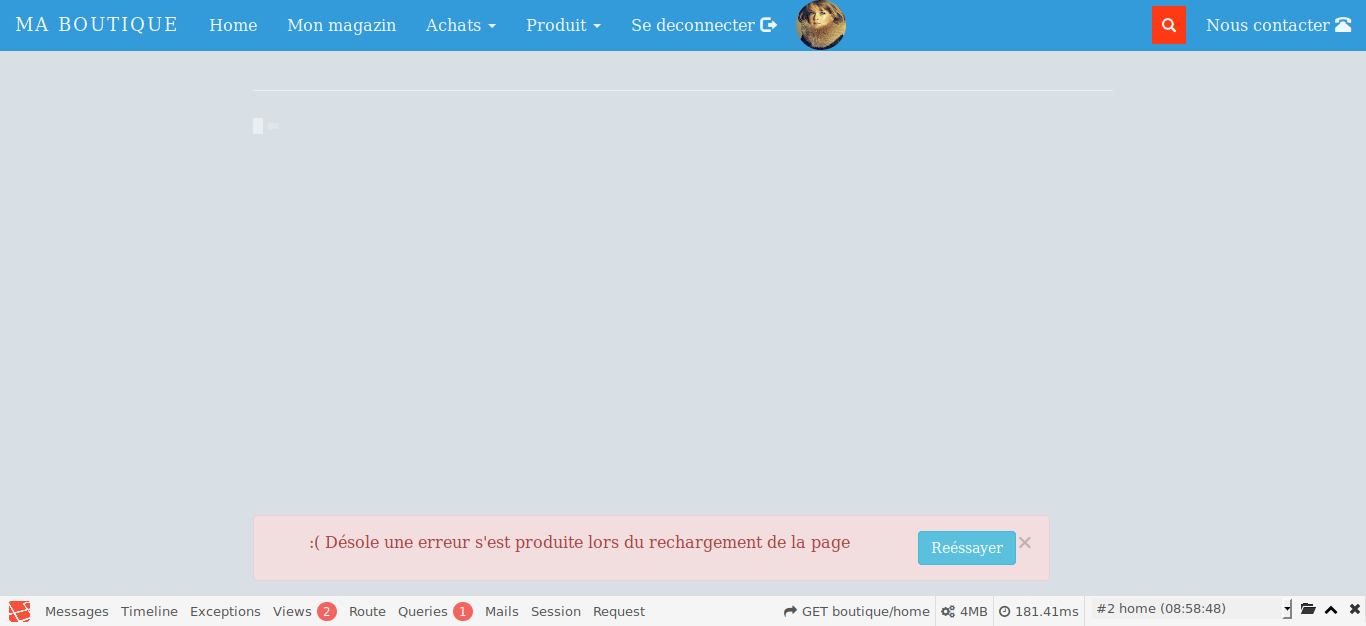 MA BOUTIQUE Home Mon magazin Achats Produit Se deconnecter Nous contacter
:( Désole une erreur s'est produite lors du rechargement de la page Reéssayer ×
Messages Timeline Exceptions Views 2 Route Queries 1 Mails Session Request GET boutique/home 4MB 181.41ms #2 home (08:58:48)